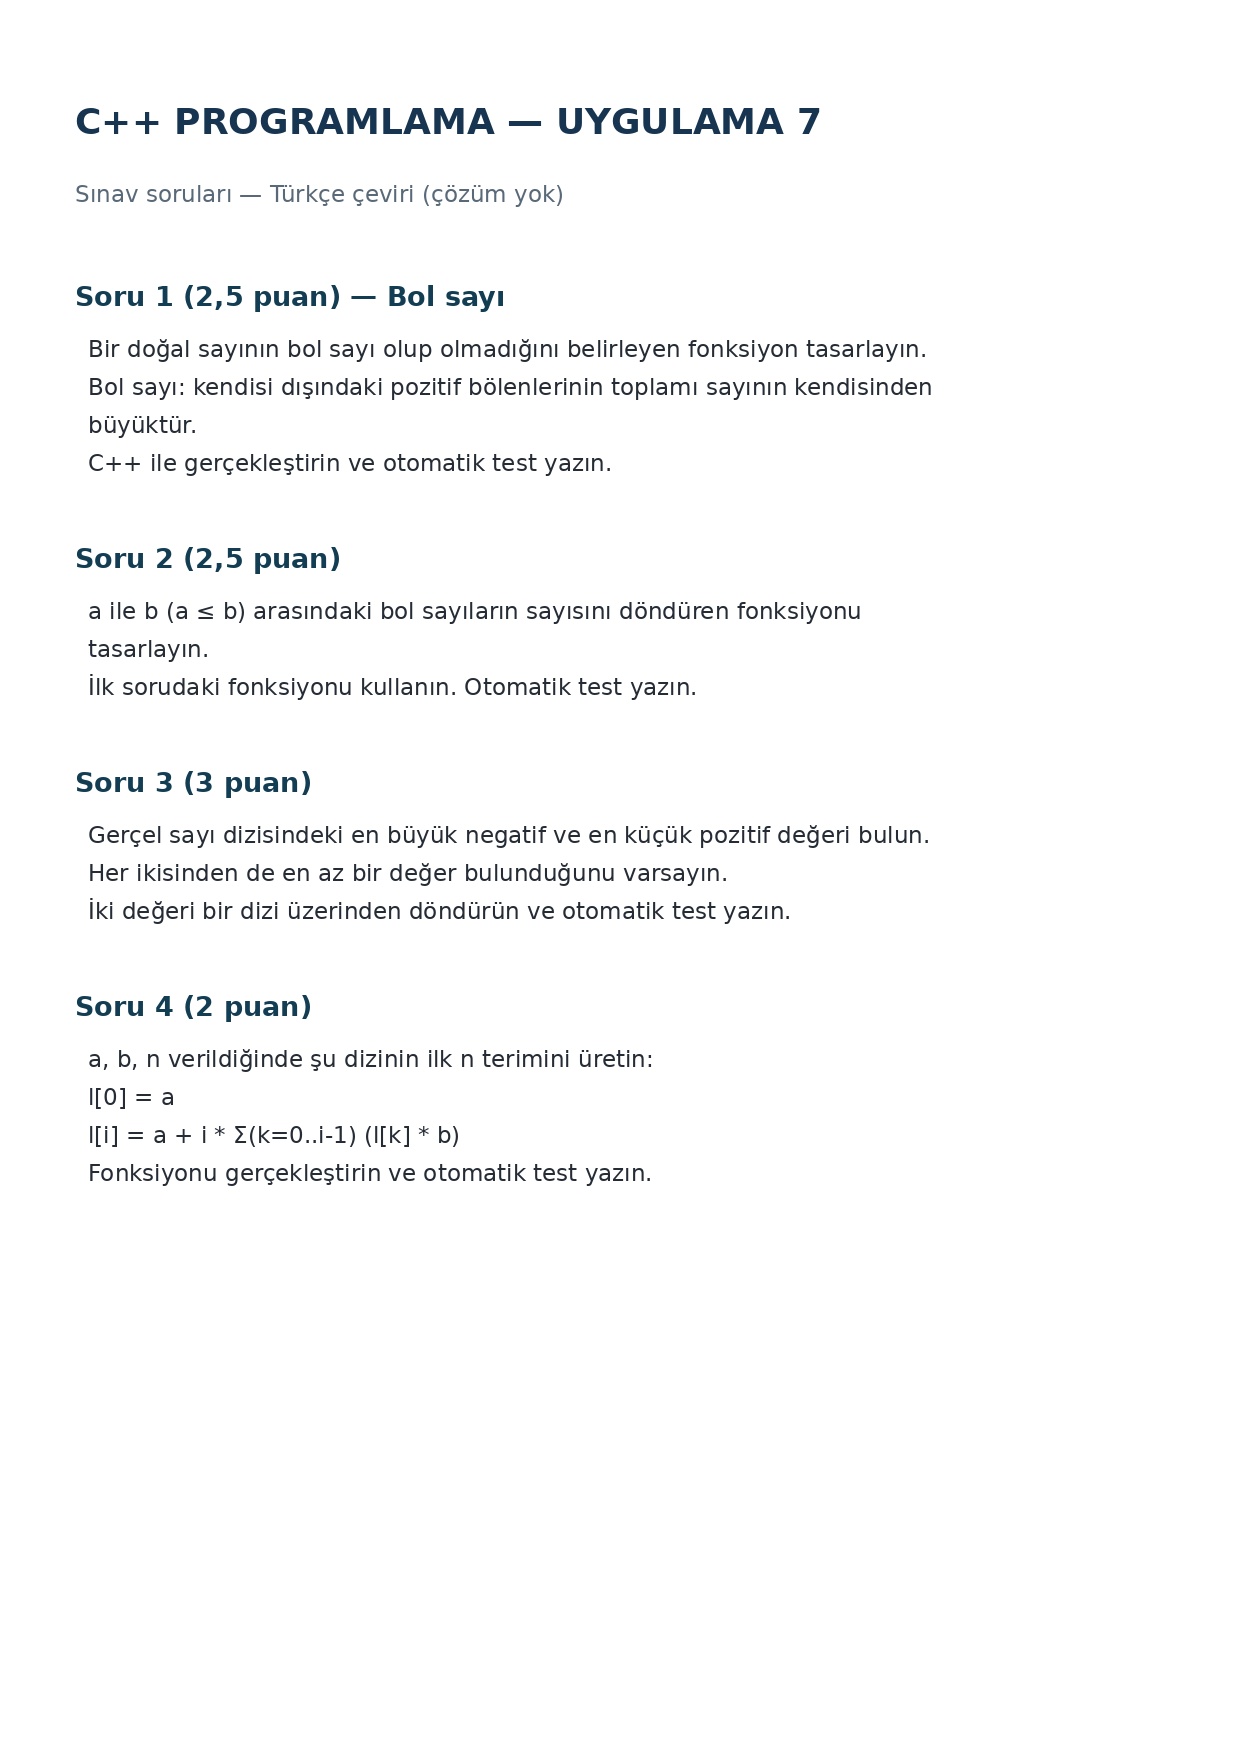 C++ PROGRAMLAMA — UYGULAMA 7
Sınav soruları — Türkçe çeviri (çözüm yok)
Soru 1 (2,5 puan) — Bol sayı
Bir doğal sayının bol sayı olup olmadığını belirleyen fonksiyon tasarlayın.
Bol sayı: kendisi dışındaki pozitif bölenlerinin toplamı sayının kendisinden
büyüktür.
C++ ile gerçekleştirin ve otomatik test yazın.
Soru 2 (2,5 puan)
a ile b (a ≤ b) arasındaki bol sayıların sayısını döndüren fonksiyonu
tasarlayın.
İlk sorudaki fonksiyonu kullanın. Otomatik test yazın.
Soru 3 (3 puan)
Gerçel sayı dizisindeki en büyük negatif ve en küçük pozitif değeri bulun.
Her ikisinden de en az bir değer bulunduğunu varsayın.
İki değeri bir dizi üzerinden döndürün ve otomatik test yazın.
Soru 4 (2 puan)
a, b, n verildiğinde şu dizinin ilk n terimini üretin:
l[0] = a
l[i] = a + i * Σ(k=0..i-1) (l[k] * b)
Fonksiyonu gerçekleştirin ve otomatik test yazın.